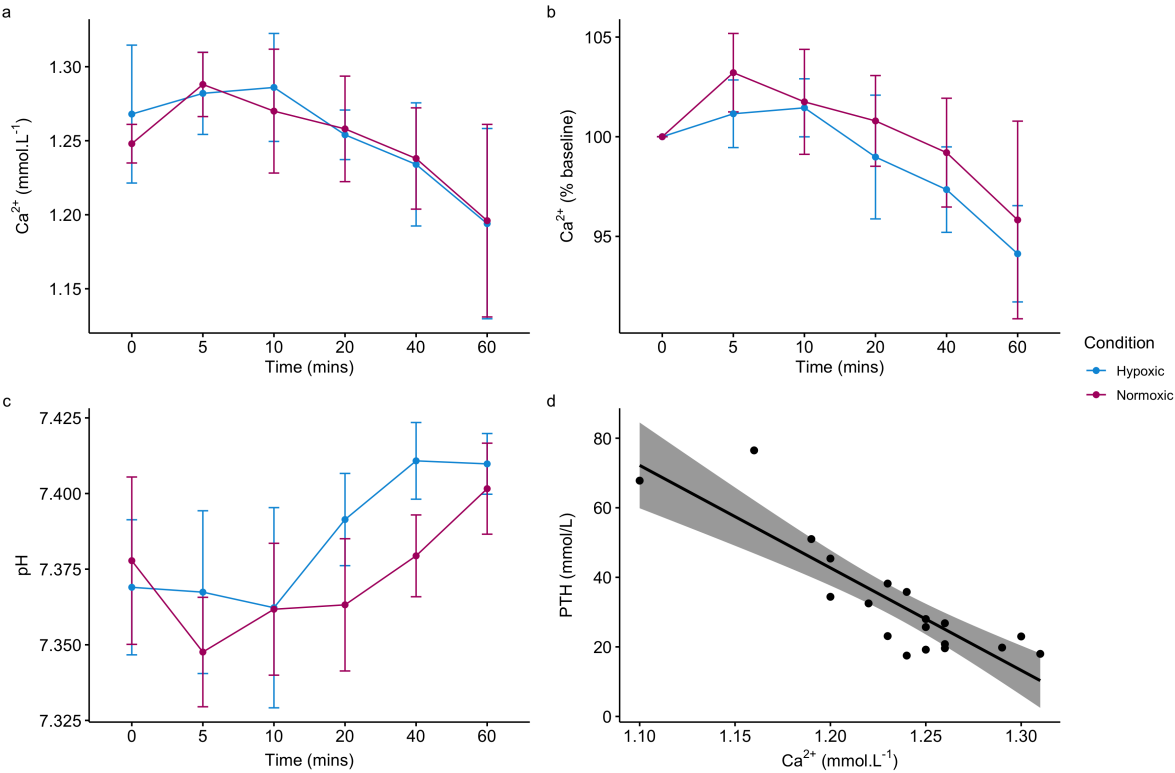 a
Ca²⁺ (mmol.L⁻¹)
1.30
1.25
1.20
1.15
0 5 10 20 40 60
Time (mins)
b
Ca²⁺ (% baseline)
105
100
95
0 5 10 20 40 60
Time (mins)
Condition
Hypoxic
Normoxic
c
pH
7.425
7.400
7.375
7.350
7.325
0 5 10 20 40 60
Time (mins)
d
PTH (mmol/L)
80
60
40
20
0
1.10 1.15 1.20 1.25 1.30
Ca²⁺ (mmol.L⁻¹)